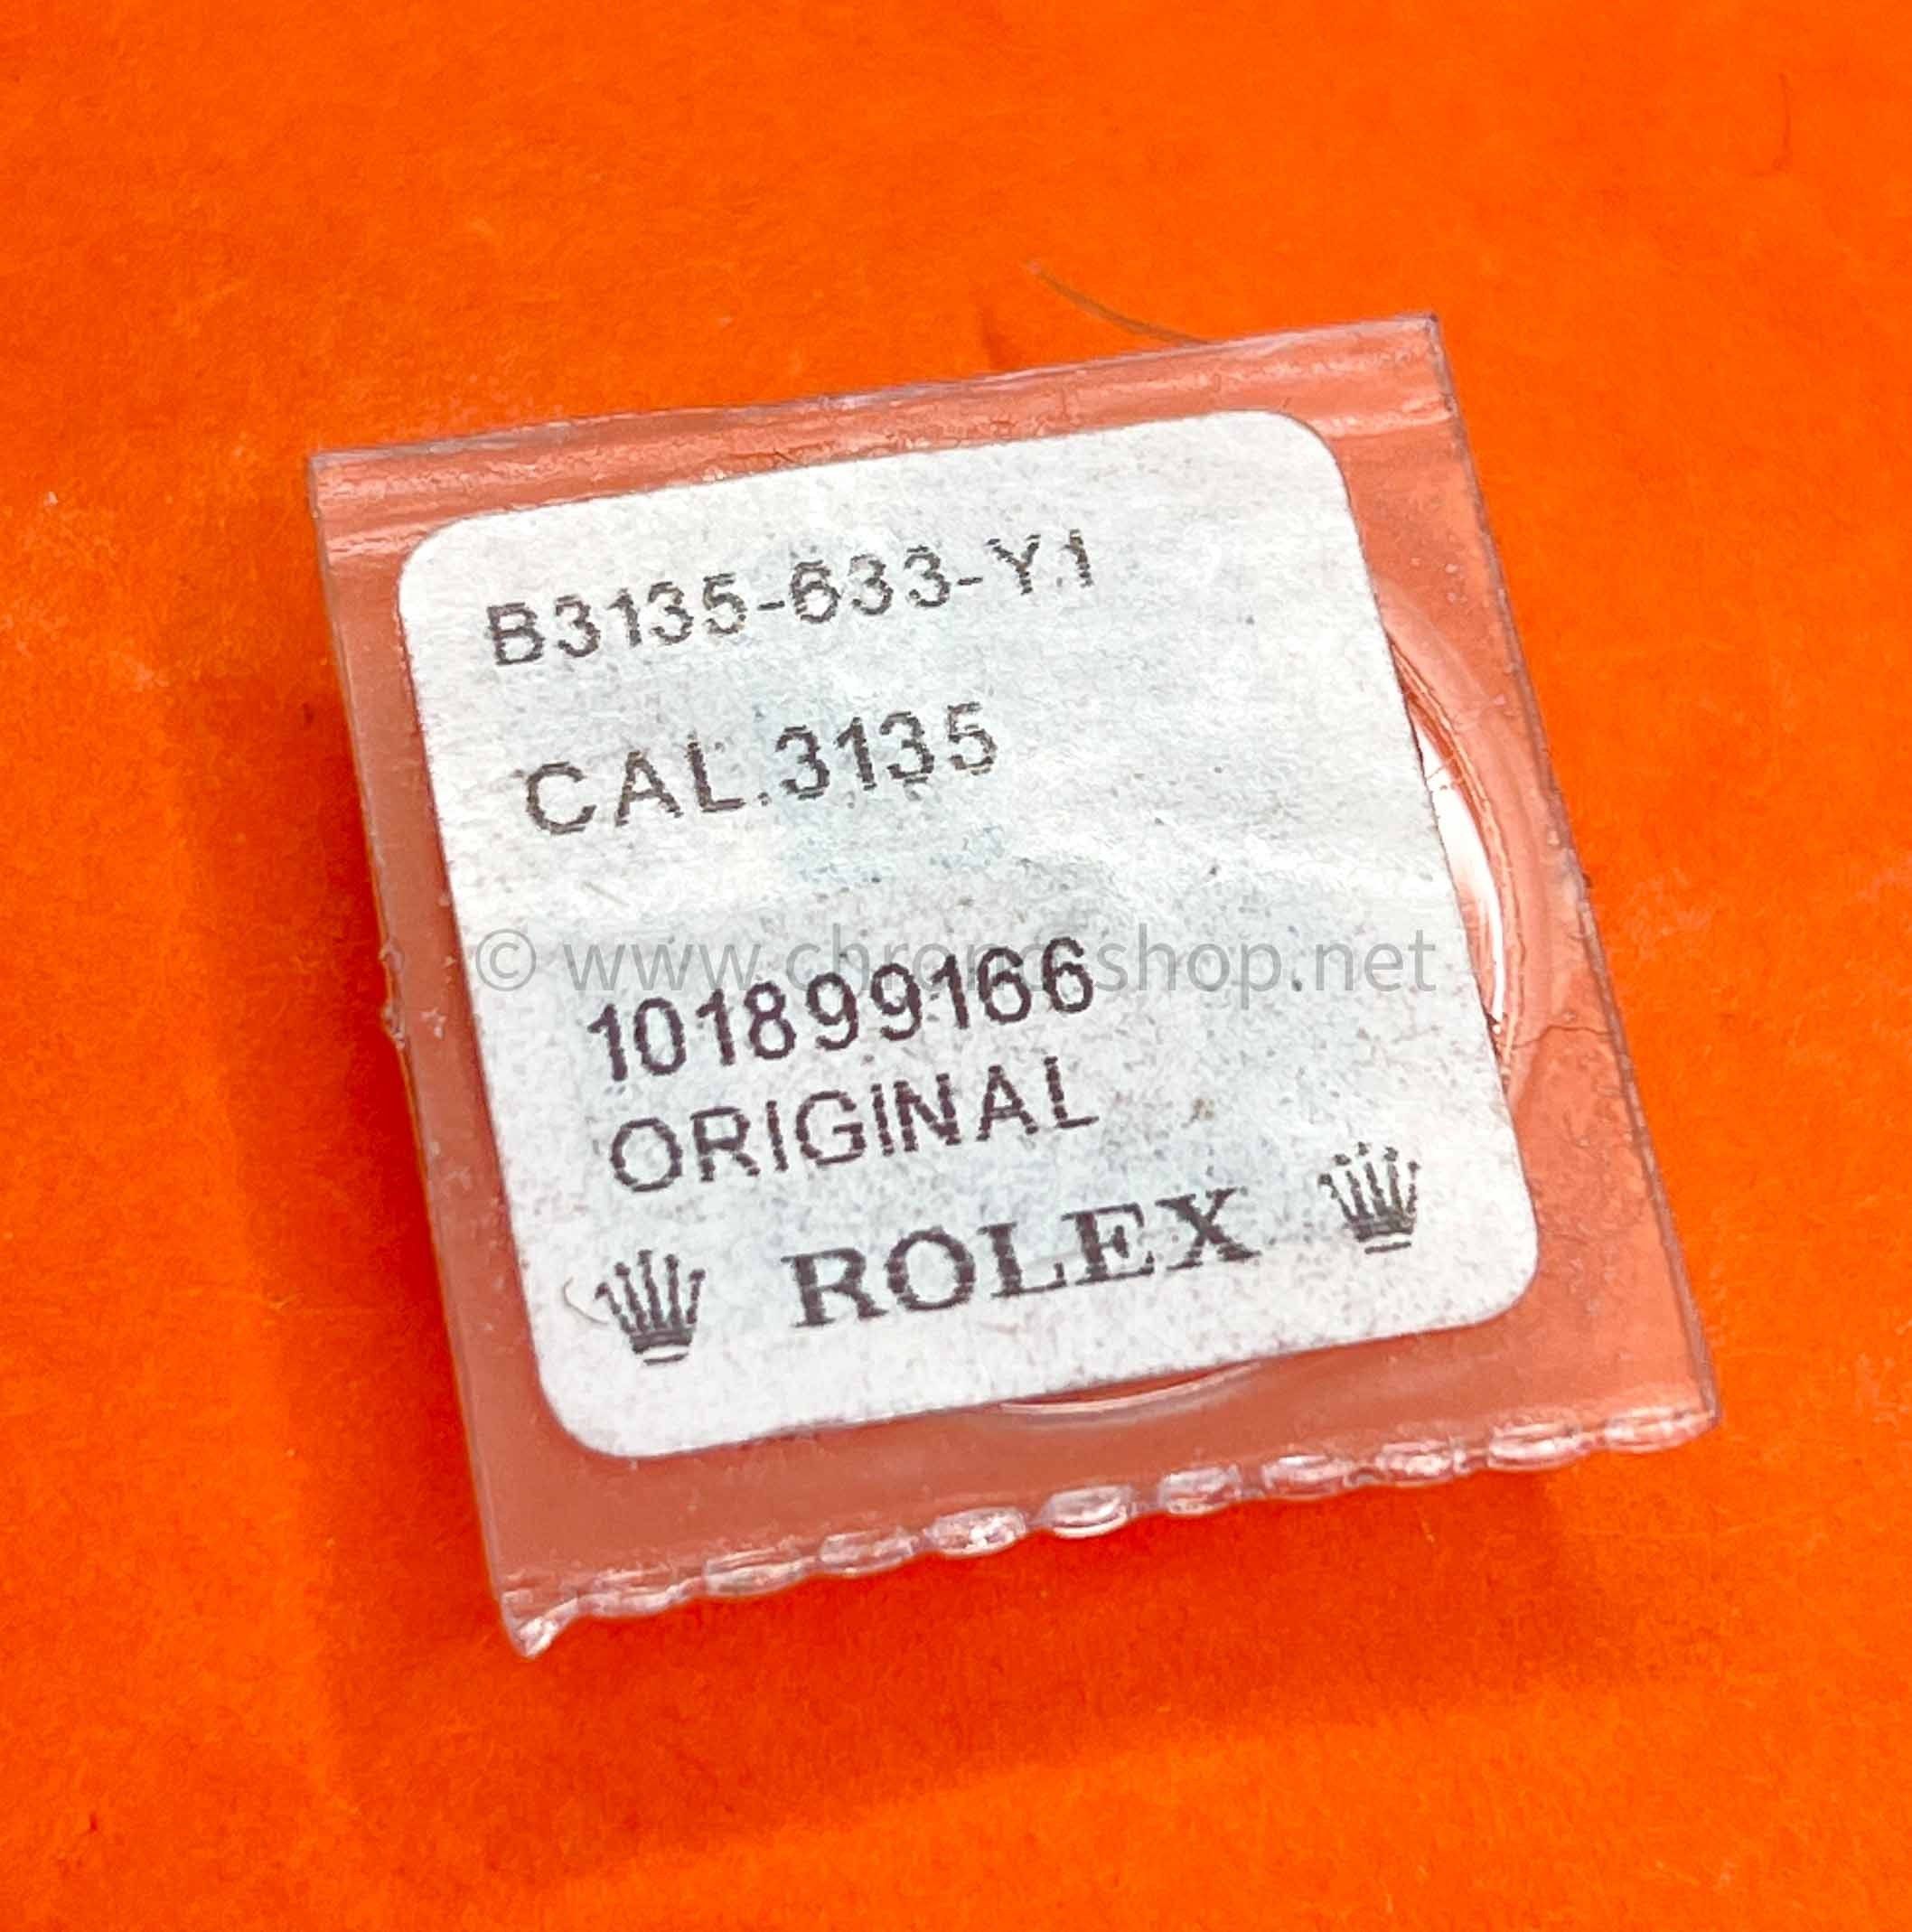 B3135-633-Y1
CAL.3135
© www.chronoshop.net
101899166
ORIGINAL
ROLEX